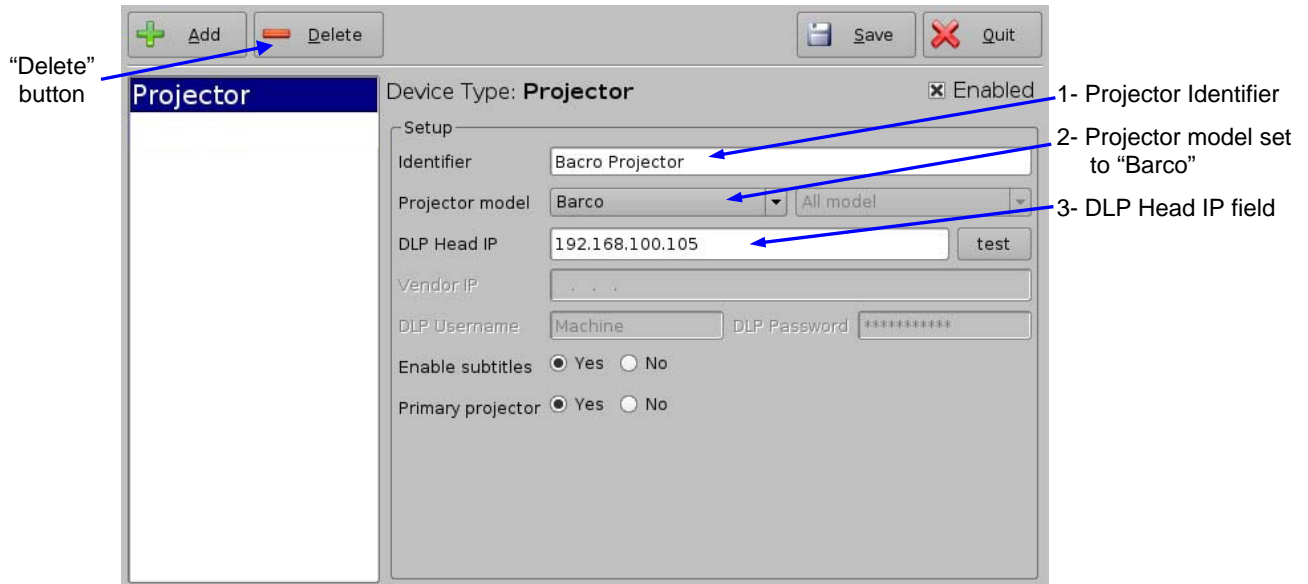 Add Delete Save Quit
“Delete”
button
Projector
Device Type: Projector Enabled
1- Projector Identifier
Setup
2- Projector model set
to “Barco”
Identifier Bacro Projector
Projector model Barco All model
3- DLP Head IP field
DLP Head IP 192.168.100.105 test
Vendor IP . . .
DLP Username Machine DLP Password ***********
Enable subtitles Yes No
Primary projector Yes No